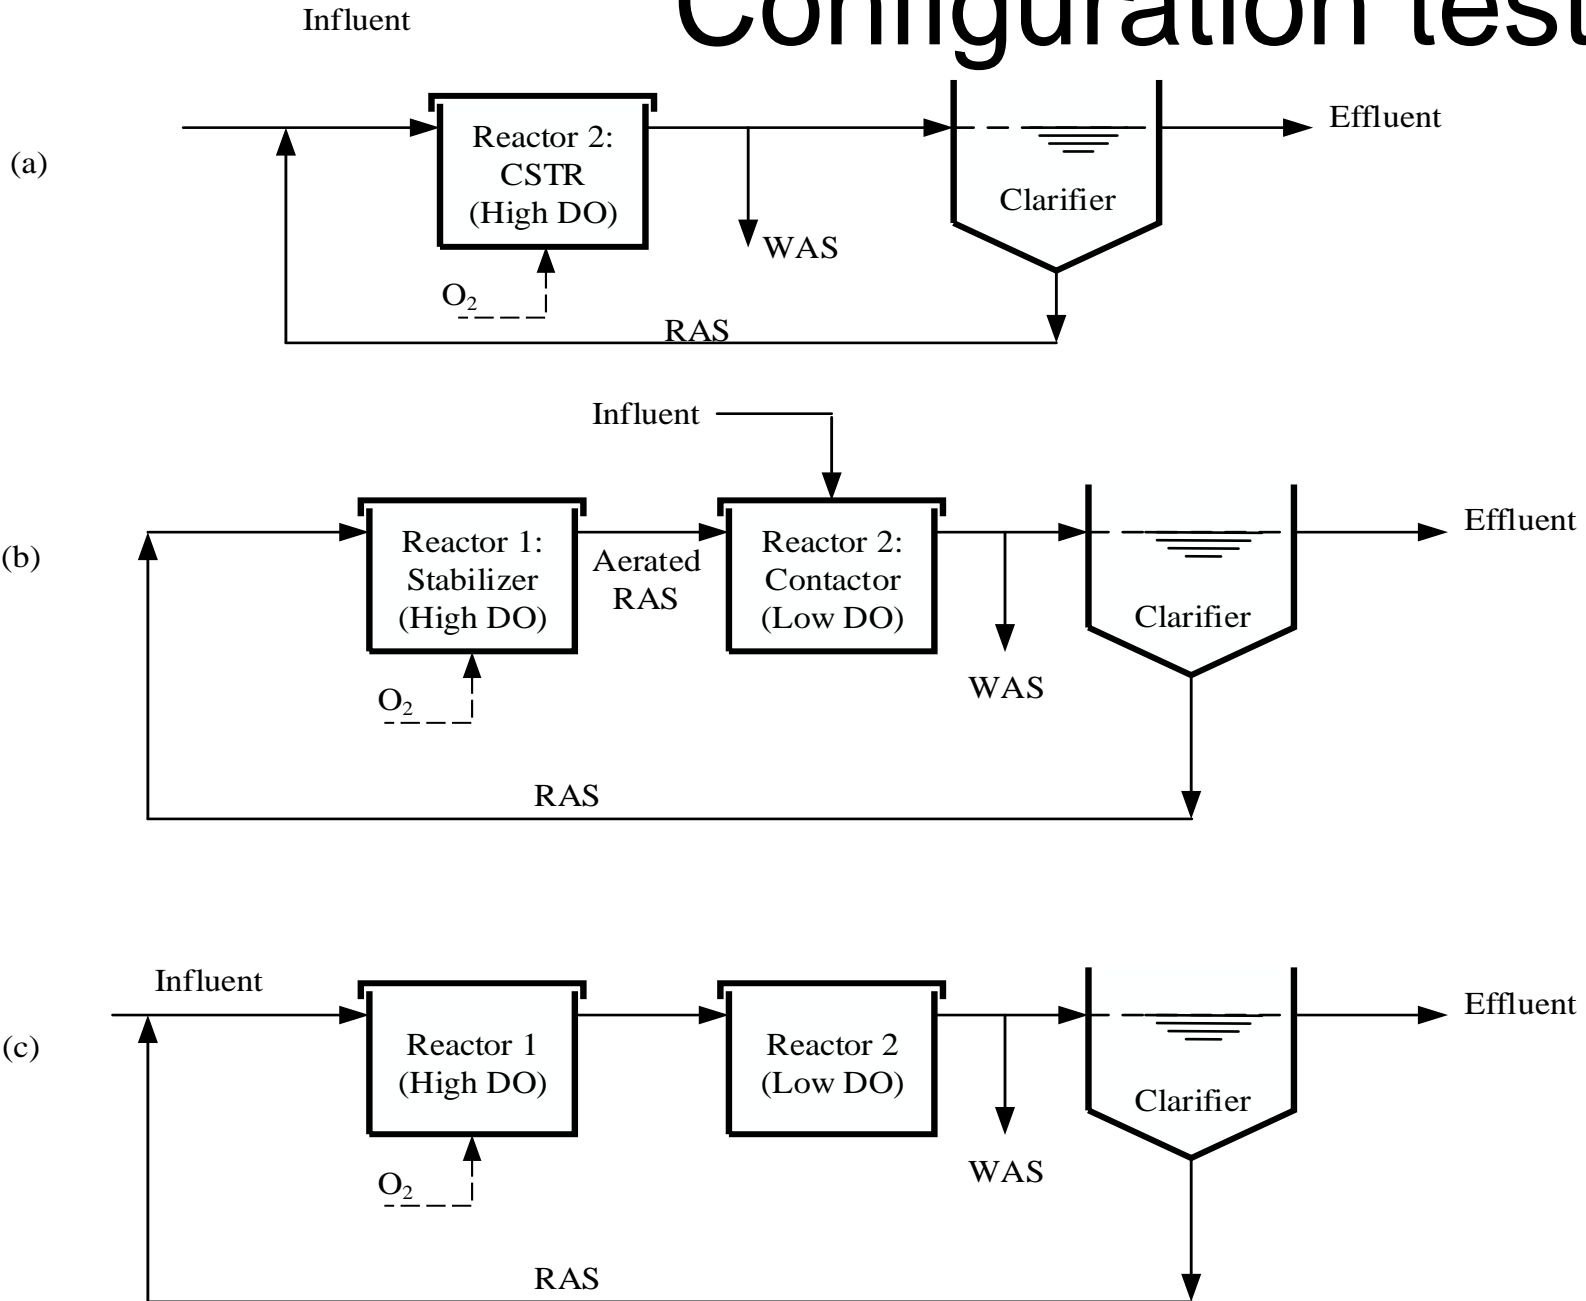 Configuration test
Influent
(a)
Reactor 2:
CSTR
(High DO)
Effluent
Clarifier
WAS
O₂
RAS
Influent
(b)
Reactor 1:
Stabilizer
(High DO)
Aerated
RAS
Reactor 2:
Contactor
(Low DO)
Effluent
Clarifier
WAS
O₂
RAS
Influent
(c)
Reactor 1
(High DO)
Reactor 2
(Low DO)
Effluent
Clarifier
WAS
O₂
RAS